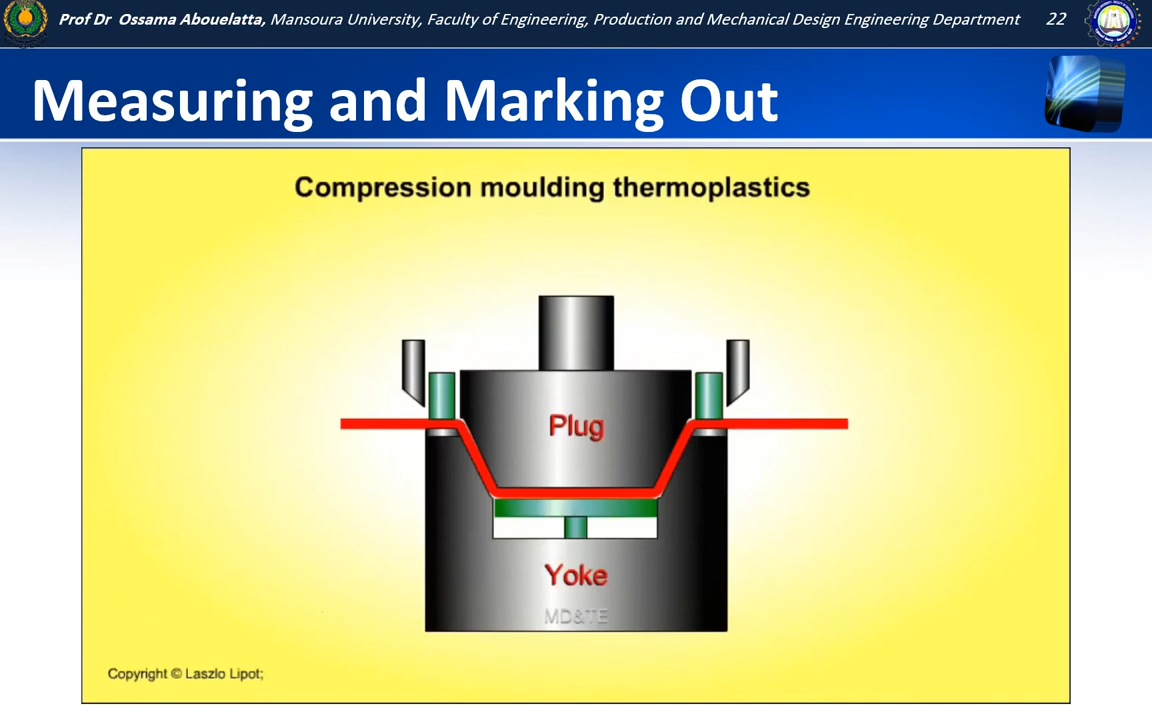 Prof Dr Ossama Abouelatta, Mansoura University, Faculty of Engineering, Production and Mechanical Design Engineering Department 22
Measuring and Marking Out
Compression moulding thermoplastics
Plug
Yoke
MD&TE
Copyright © Laszlo Lipot;